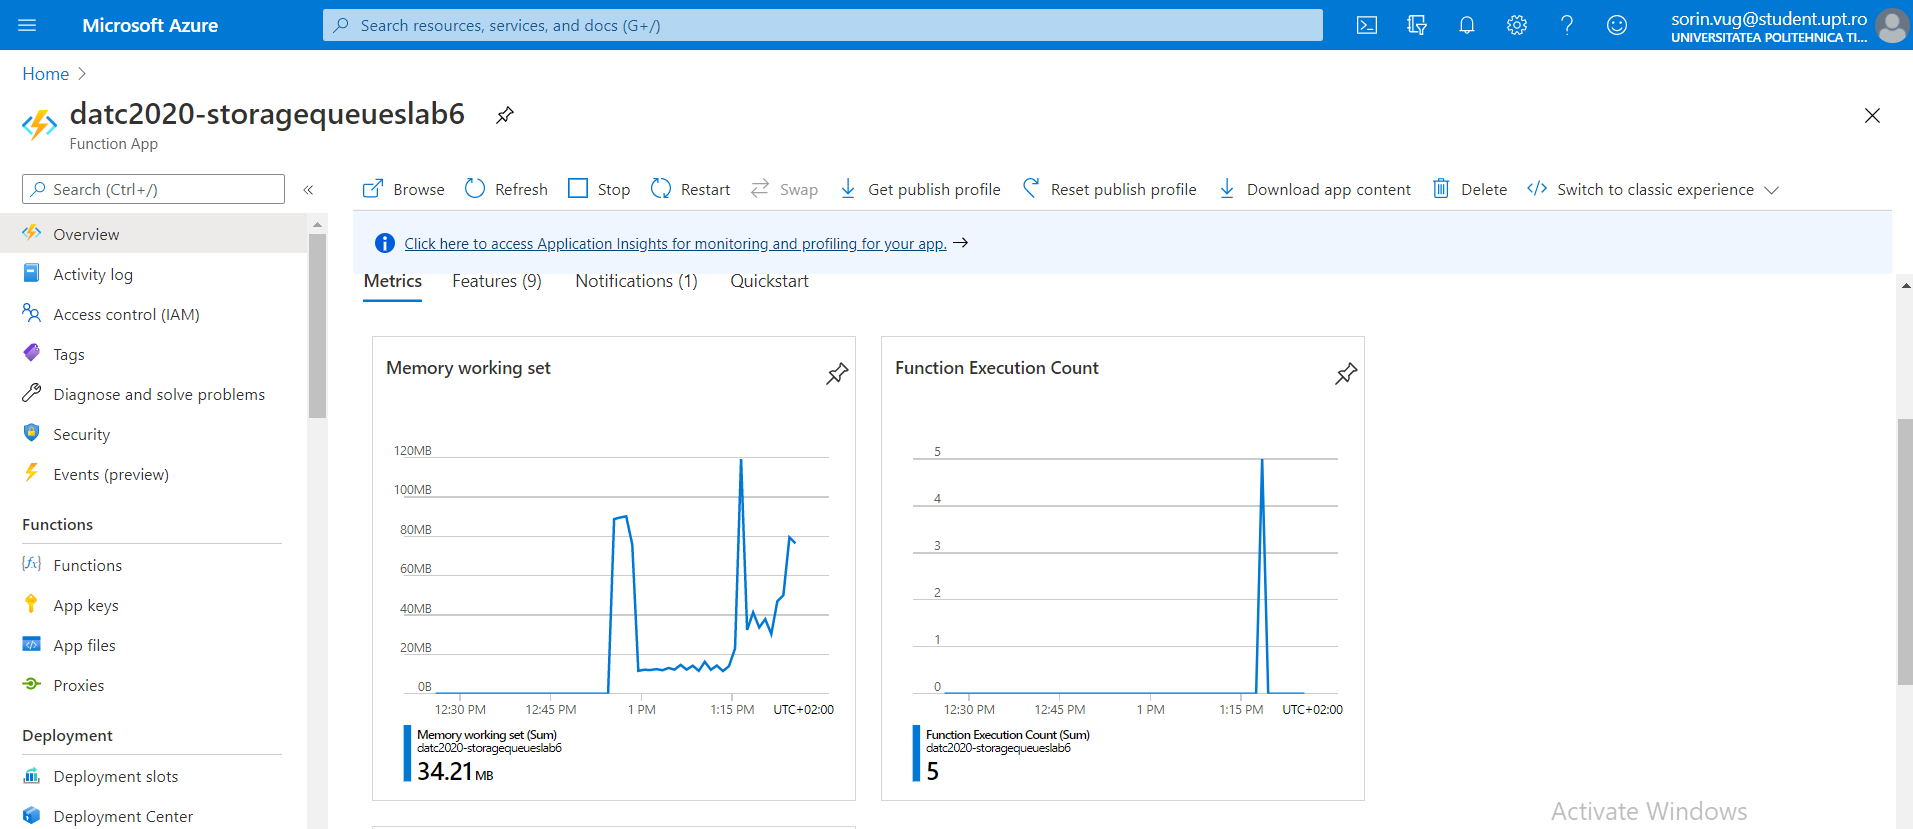 Microsoft Azure
Search resources, services, and docs (G+/)
sorin.vug@student.upt.ro
UNIVERSITATEA POLITEHNICA TI...
Home
datc2020-storagequeueslab6
Function App
Search (Ctrl+/)
«
Browse
Refresh
Stop
Restart
Swap
Get publish profile
Reset publish profile
Download app content
Delete
Switch to classic experience
Click here to access Application Insights for monitoring and profiling for your app. →
Overview
Activity log
Access control (IAM)
Tags
Diagnose and solve problems
Security
Events (preview)
Functions
Functions
App keys
App files
Proxies
Deployment
Deployment slots
Deployment Center
Metrics
Features (9)
Notifications (1)
Quickstart
Memory working set
120MB
100MB
80MB
60MB
40MB
20MB
0B
12:30 PM
12:45 PM
1 PM
1:15 PM
UTC+02:00
Memory working set (Sum)
datc2020-storagequeueslab6
34.21 MB
Function Execution Count
5
4
3
2
1
0
12:30 PM
12:45 PM
1 PM
1:15 PM
UTC+02:00
Function Execution Count (Sum)
datc2020-storagequeueslab6
5
Activate Windows